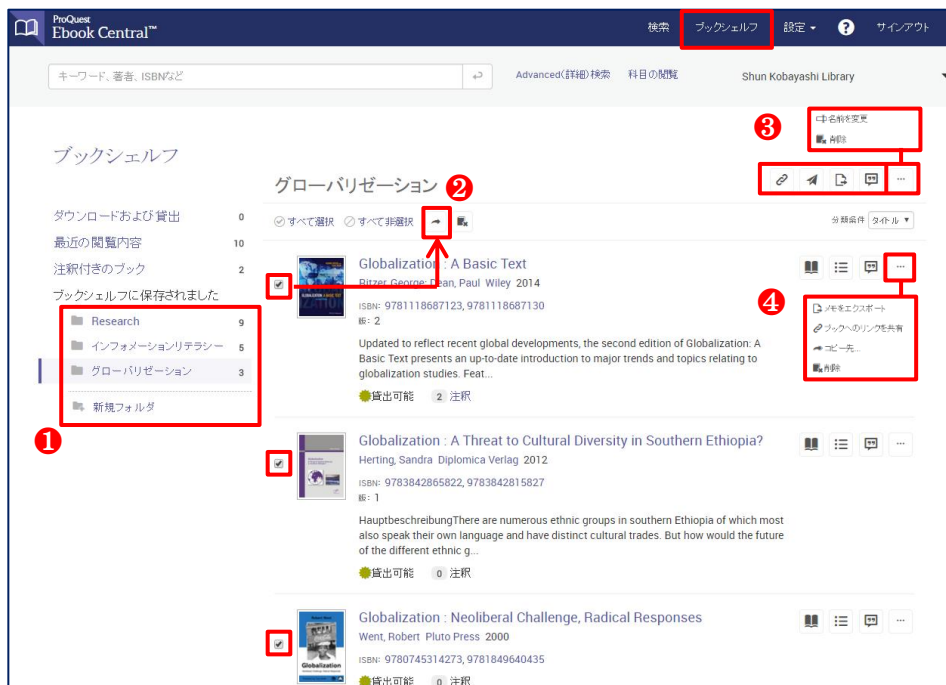 ProQuest
Ebook Central™
検索 ブックシェルフ 設定 ? サインアウト
キーワード、著者、ISBNなど
Advanced(詳細)検索 科目の閲覧 Shun Kobayashi Library
❸
名前を変更
削除
ブックシェルフ
グローバリゼーション
❷
ダウンロードおよび貸出 0
最近の閲覧内容 10
注釈付きのブック 2
ブックシェルフに保存されました
Research 9
インフォメーションリテラシー 5
グローバリゼーション 3
新規フォルダ
❶
すべて選択 すべて非選択
分類条件 タイトル
Globalization : A Basic Text
Ritzer, George; Dean, Paul Wiley 2014
ISBN: 9781118687123, 9781118687130
版: 2
Updated to reflect recent global developments, the second edition of Globalization: A
Basic Text presents an up-to-date introduction to major trends and topics relating to
globalization studies. Feat...
貸出可能 2 注釈
❹
メモをエクスポート
ブックへのリンクを共有
コピー先...
削除
Globalization : A Threat to Cultural Diversity in Southern Ethiopia?
Herting, Sandra Diplomica Verlag 2012
ISBN: 9783842865822, 9783842815827
版: 1
HauptbeschreibungThere are numerous ethnic groups in southern Ethiopia of which most
also speak their own language and have distinct cultural trades. But how would the future
of the different ethnic g...
貸出可能 0 注釈
Globalization : Neoliberal Challenge, Radical Responses
Went, Robert Pluto Press 2000
ISBN: 9780745314273, 9781849640435
貸出可能 0 注釈
Globalization